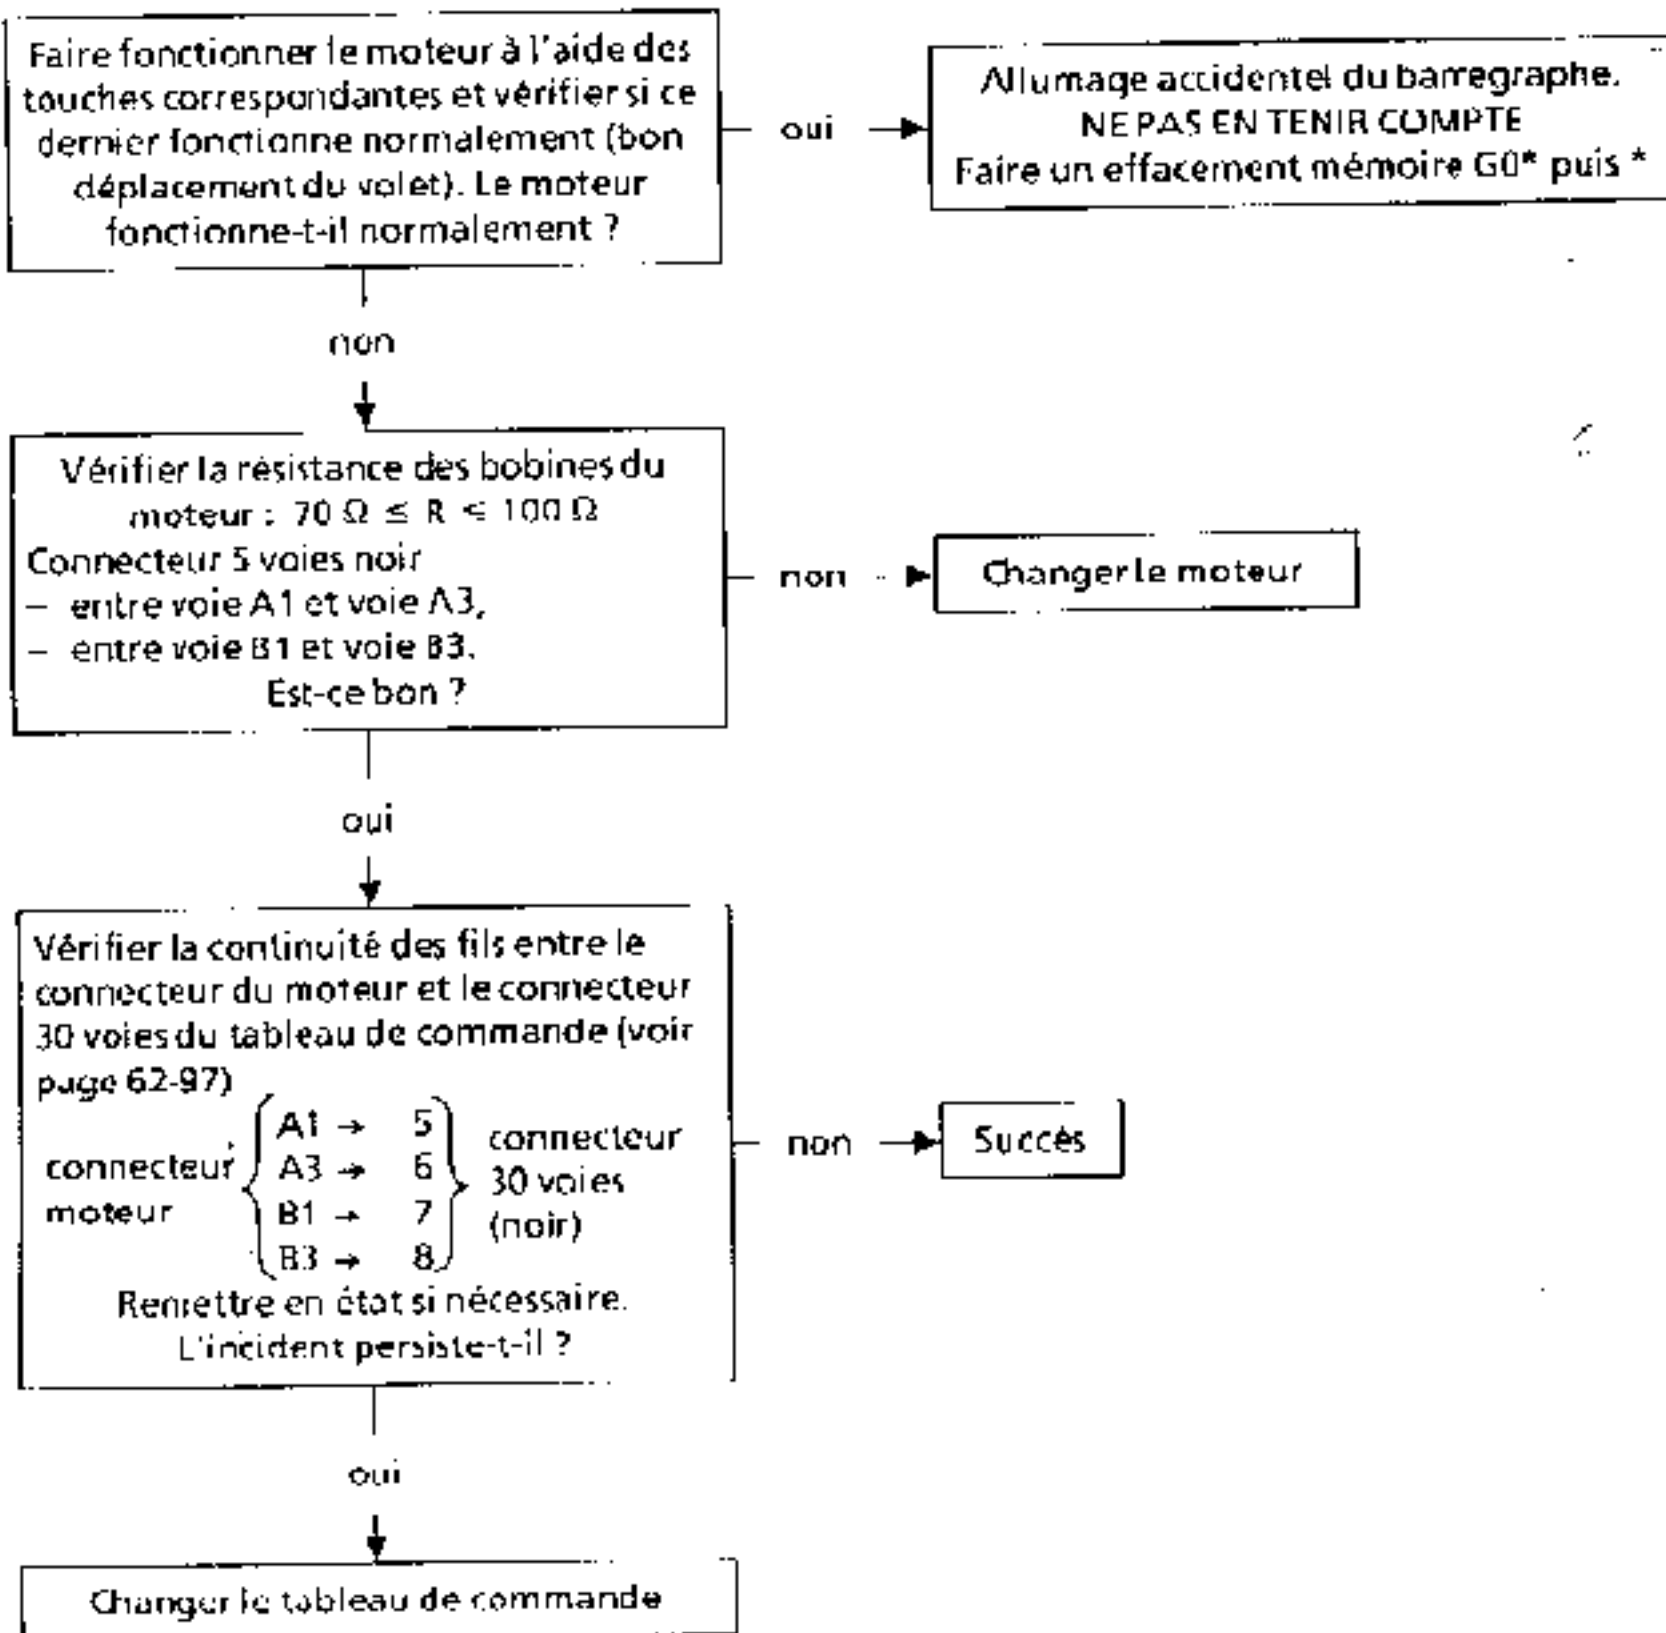 Faire fonctionner le moteur à l'aide des
touches correspondantes et vérifier si ce
dernier fonctionne normalement (bon
déplacement du volet). Le moteur
fonctionne-t-il normalement ?
oui
Allumage accidentel du barregraphe.
NE PAS EN TENIR COMPTE
Faire un effacement mémoire G0* puis *
non
Vérifier la résistance des bobines du
moteur : 70 Ω ≤ R ≤ 100 Ω
Connecteur 5 voies noir
– entre voie A1 et voie A3,
– entre voie B1 et voie B3.
Est-ce bon ?
non
Changer le moteur
oui
Vérifier la continuité des fils entre le
connecteur du moteur et le connecteur
30 voies du tableau de commande (voir
page 62-97)
connecteur
moteur
A1 → 5
A3 → 6
B1 → 7
B3 → 8
connecteur
30 voies
(noir)
Remettre en état si nécessaire.
L'incident persiste-t-il ?
non
Succès
oui
Changer le tableau de commande